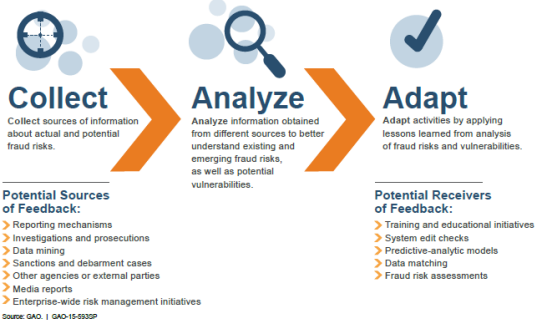 Collect
Collect sources of information
about actual and potential
fraud risks.
Analyze
Analyze information obtained
from different sources to better
understand existing and
emerging fraud risks,
as well as potential
vulnerabilities.
Adapt
Adapt activities by applying
lessons learned from analysis
of fraud risks and vulnerabilities.
Potential Sources
of Feedback:
Reporting mechanisms
Investigations and prosecutions
Data mining
Sanctions and debarment cases
Other agencies or external parties
Media reports
Enterprise-wide risk management initiatives
Potential Receivers
of Feedback:
Training and educational initiatives
System edit checks
Predictive-analytic models
Data matching
Fraud risk assessments
Source: GAO. | GAO-15-593SP